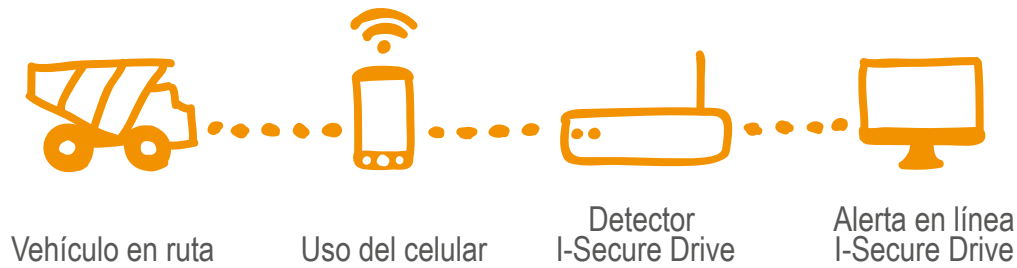 Vehículo en ruta
Uso del celular
Detector
I-Secure Drive
Alerta en línea
I-Secure Drive